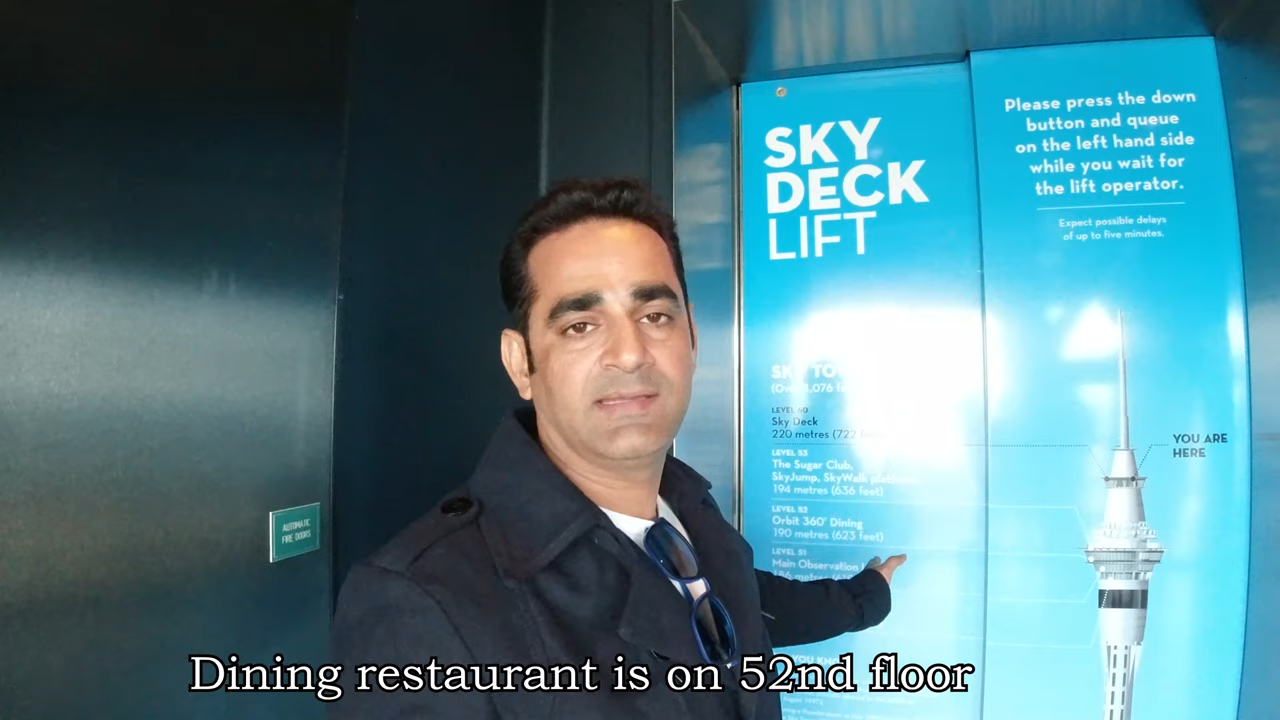 SKY
DECK
LIFT
Please press the down
button and queue
on the left hand side
while you wait for
the lift operator.
Expect possible delays
of up to five minutes.
(Over 1,076
LEVEL 60
Sky Deck
220 metres (722
YOU ARE
HERE
LEVEL 53
The Sugar Club,
SkyJump, SkyWalk
194 metres (636 feet)
LEVEL 52
Orbit 360° Dining
190 metres (623 feet)
LEVEL 51
Main Observation
AUTOMATIC
FIRE DOORS
Dining restaurant is on 52nd floor